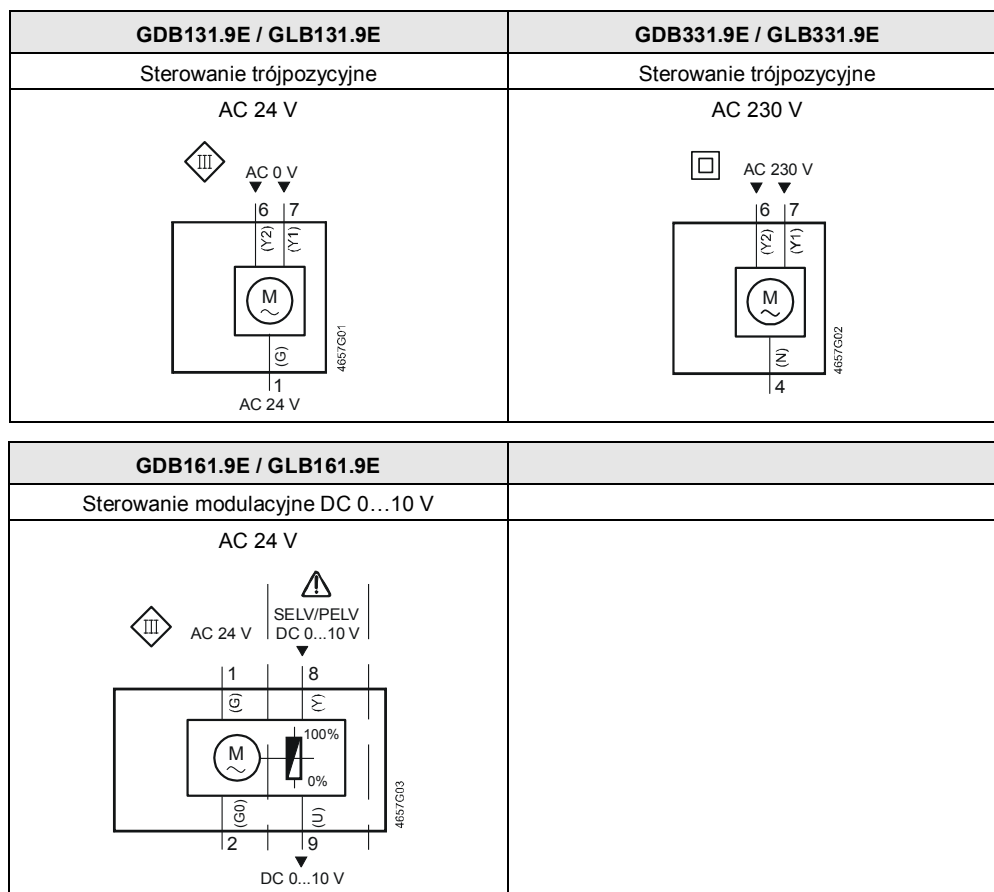 GDB131.9E / GLB131.9E
Sterowanie trójpozycyjne
AC 24 V
III
AC 0 V
6 7
(Y2) (Y1)
M
(G)
1
AC 24 V
4657G01
GDB331.9E / GLB331.9E
Sterowanie trójpozycyjne
AC 230 V
AC 230 V
6 7
(Y2) (Y1)
M
(N)
4
4657G02
GDB161.9E / GLB161.9E
Sterowanie modulacyjne DC 0…10 V
AC 24 V
III
AC 24 V
SELV/PELV
DC 0...10 V
1 8
(G) (Y)
M
100%
0%
(G0) (U)
2 9
DC 0...10 V
4657G03